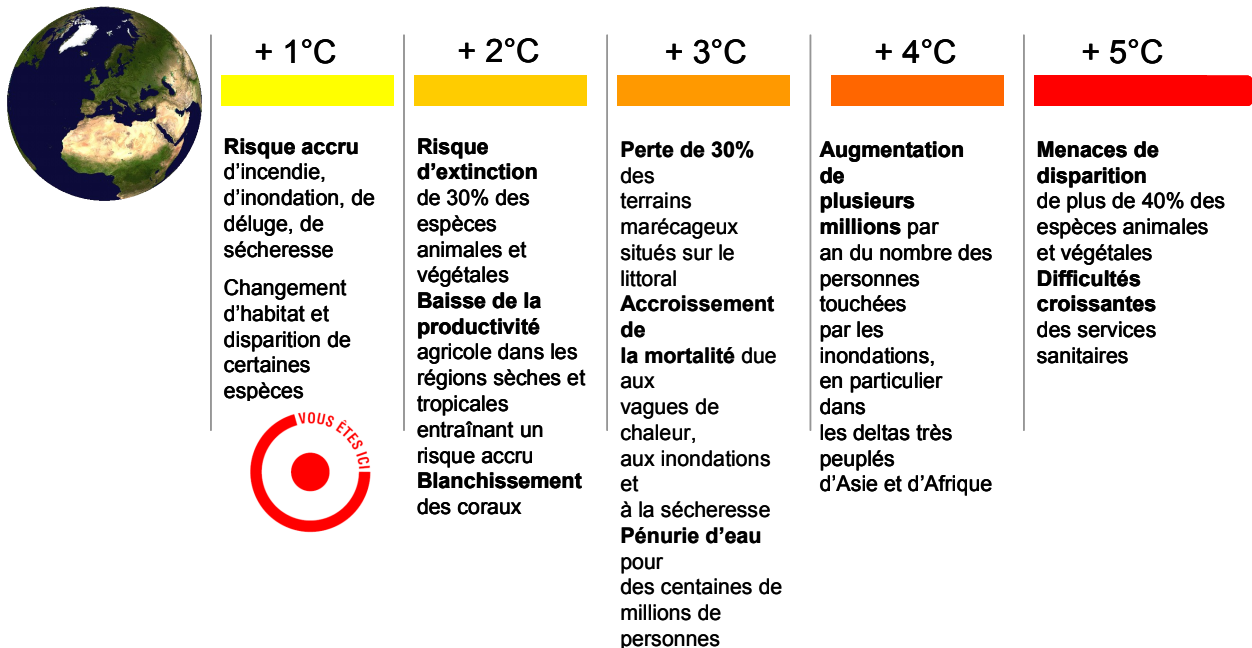 + 1°C
Risque accru
d’incendie,
d’inondation, de
déluge, de
sécheresse
Changement
d’habitat et
disparition de
certaines
espèces
VOUS ÊTES ICI
+ 2°C
Risque
d’extinction
de 30% des
espèces
animales et
végétales
Baisse de la
productivité
agricole dans les
régions sèches et
tropicales
entraînant un
risque accru
Blanchissement
des coraux
+ 3°C
Perte de 30%
des
terrains
marécageux
situés sur le
littoral
Accroissement
de
la mortalité due
aux
vagues de
chaleur,
aux inondations
et
à la sécheresse
Pénurie d’eau
pour
des centaines de
millions de
personnes
+ 4°C
Augmentation
de
plusieurs
millions par
an du nombre des
personnes
touchées
par les
inondations,
en particulier
dans
les deltas très
peuplés
d’Asie et d’Afrique
+ 5°C
Menaces de
disparition
de plus de 40% des
espèces animales
et végétales
Difficultés
croissantes
des services
sanitaires